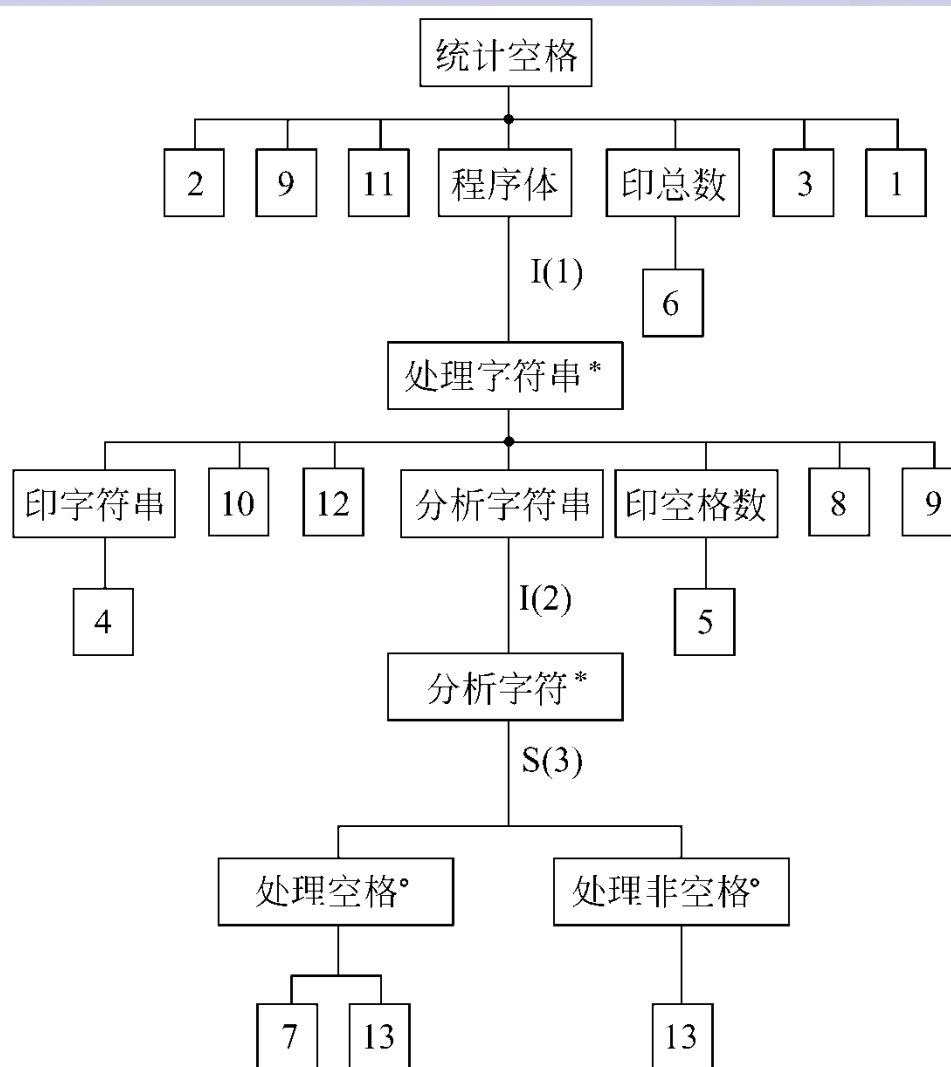 统计空格
2 9 11 程序体 印总数 3 1
I(1)
6
处理字符串*
印字符串 10 12 分析字符串 印空格数 8 9
I(2)
4 5
分析字符*
S(3)
处理空格° 处理非空格°
7 13 13